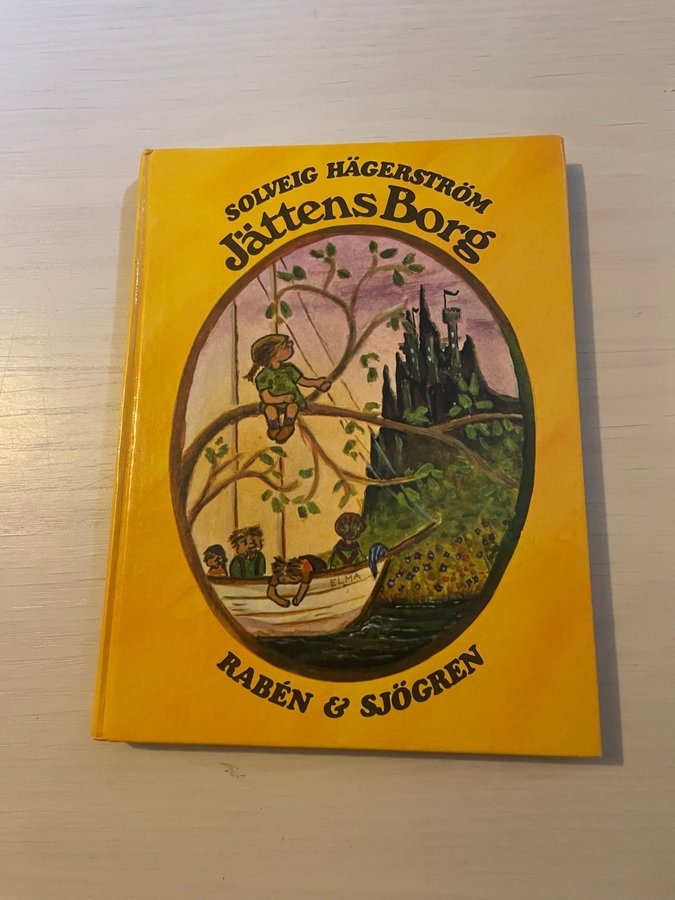 SOLVEIG HÄGERSTRÖM
Jättens Borg
ELMA
RABÉN & SJÖGREN